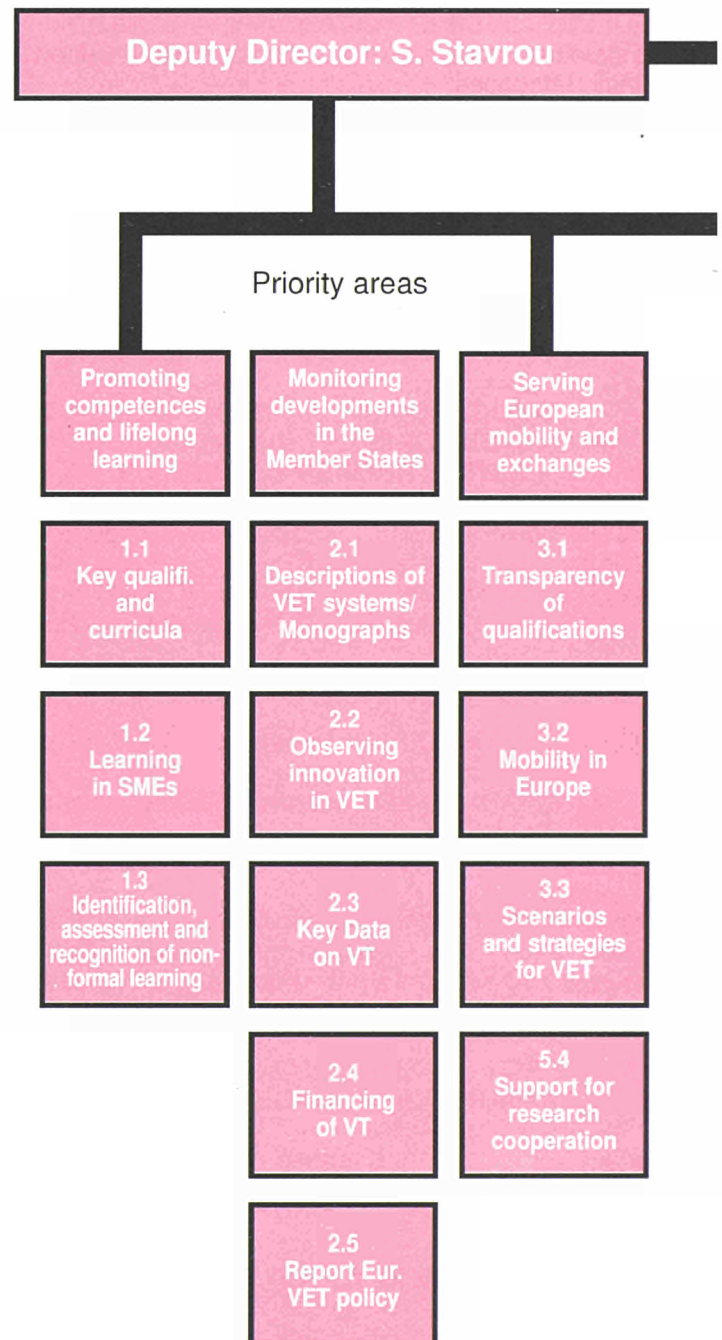 Deputy Director: S. Stavrou
Priority areas
Promoting
competences
and lifelong
learning
Monitoring
developments
in the
Member States
Serving
European
mobility and
exchanges
1.1
Key qualifi.
and
curricula
2.1
Descriptions of
VET systems/
Monographs
3.1
Transparency
of
qualifications
1.2
Learning
in SMEs
2.2
Observing
innovation
in VET
3.2
Mobility in
Europe
1.3
Identification,
assessment and
recognition of non-
formal learning
2.3
Key Data
on VT
3.3
Scenarios
and strategies
for VET
2.4
Financing
of VT
5.4
Support for
research
cooperation
2.5
Report Eur.
VET policy